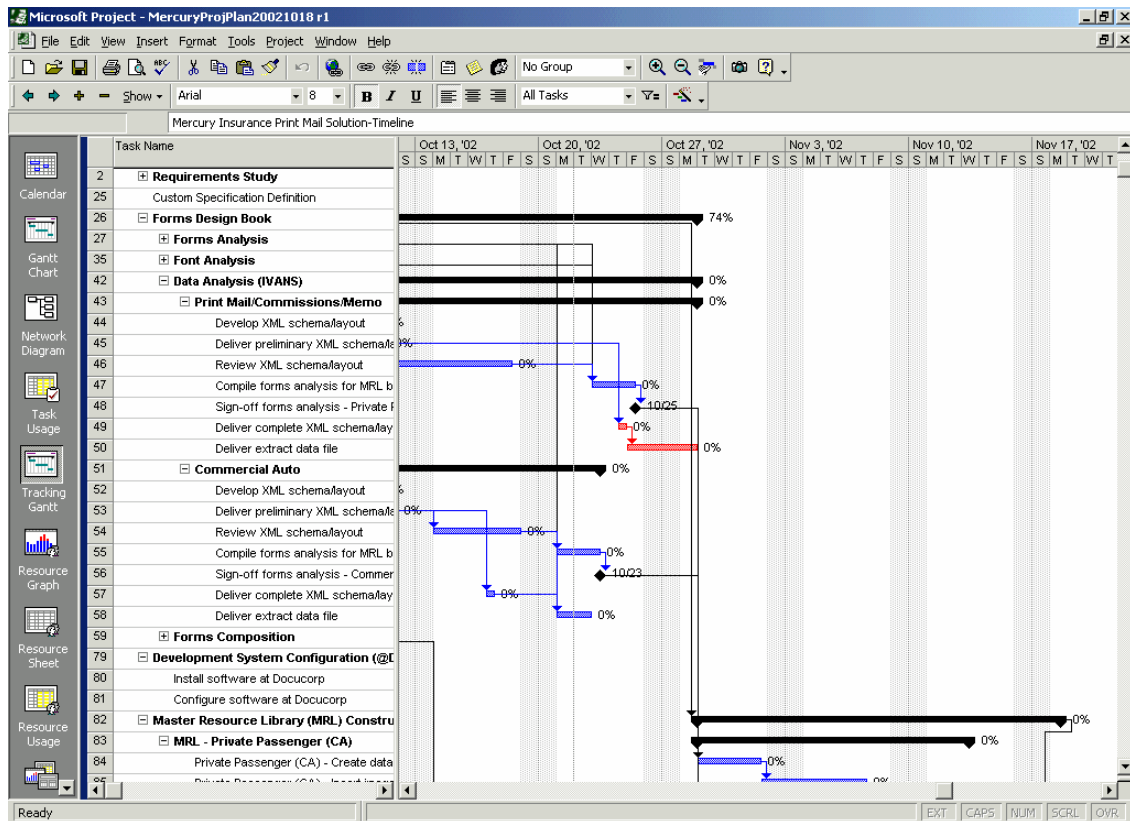 Microsoft Project - MercuryProjPlan20021018 r1
File Edit View Insert Format Tools Project Window Help
ABC No Group
Show Arial 8 B I U All Tasks
Mercury Insurance Print Mail Solution-Timeline
Task Name Oct 13, '02 Oct 20, '02 Oct 27, '02 Nov 3, '02 Nov 10, '02 Nov 17, '02
S S M T W T F S S M T W T F S S M T W T F S S M T W T F S S M T W T F S S M T W
2 Requirements Study
25 Custom Specification Definition
26 Forms Design Book 74%
27 Forms Analysis
35 Font Analysis
42 Data Analysis (IVANS) 0%
43 Print Mail/Commissions/Memo 0%
44 Develop XML schema/layout %
45 Deliver preliminary XML schema/la 0%
46 Review XML schema/layout 0%
47 Compile forms analysis for MRL b 0%
48 Sign-off forms analysis - Private F 10/25
49 Deliver complete XML schema/lay 0%
50 Deliver extract data file 0%
51 Commercial Auto 0%
52 Develop XML schema/layout %
53 Deliver preliminary XML schema/la 0%
54 Review XML schema/layout 0%
55 Compile forms analysis for MRL b 0%
56 Sign-off forms analysis - Commer 10/23
57 Deliver complete XML schema/lay 0%
58 Deliver extract data file 0%
59 Forms Composition
79 Development System Configuration (@D
80 Install software at Docucorp
81 Configure software at Docucorp
82 Master Resource Library (MRL) Constru 0%
83 MRL - Private Passenger (CA) 0%
84 Private Passenger (CA) - Create data 0%
85 Private Passenger (CA) - Insert 0%
Calendar
Gantt
Chart
Network
Diagram
Task
Usage
Tracking
Gantt
Resource
Graph
Resource
Sheet
Resource
Usage
Ready EXT CAPS NUM SCRL OVR